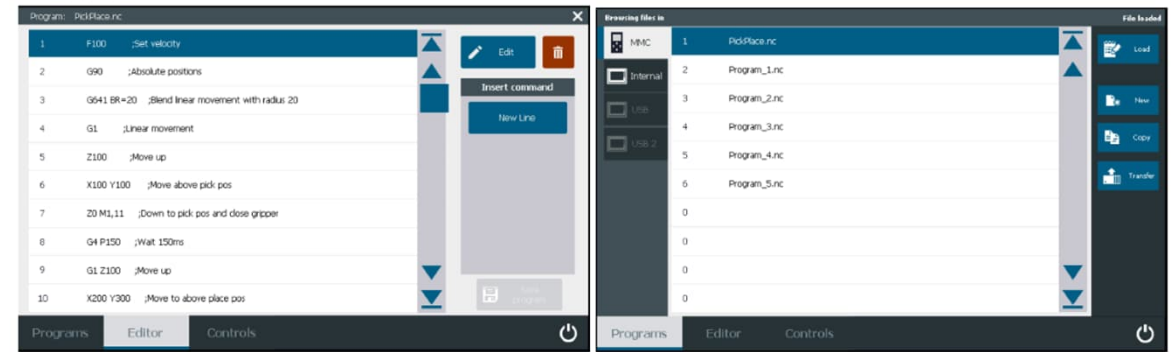 Program: PickPlace.nc
1 F100 ;Set velocity
2 G90 ;Absolute positions
3 G641 BR=20 ;Blend linear movement with radius 20
4 G1 ;Linear movement
5 Z100 ;Move up
6 X100 Y100 ;Move above pick pos
7 Z0 M1,11 ;Down to pick pos and close gripper
8 G4 P150 ;Wait 150ms
9 G1 Z100 ;Move up
10 X200 Y300 ;Move to above place pos
Edit
Insert command
New Line
program
Programs Editor Controls
Browsing files in File loaded
MMC
Internal
USB
USB 2
1 PickPlace.nc
2 Program_1.nc
3 Program_2.nc
4 Program_3.nc
5 Program_4.nc
6 Program_5.nc
0
0
0
0
Load
New
Copy
Transfer
Programs Editor Controls